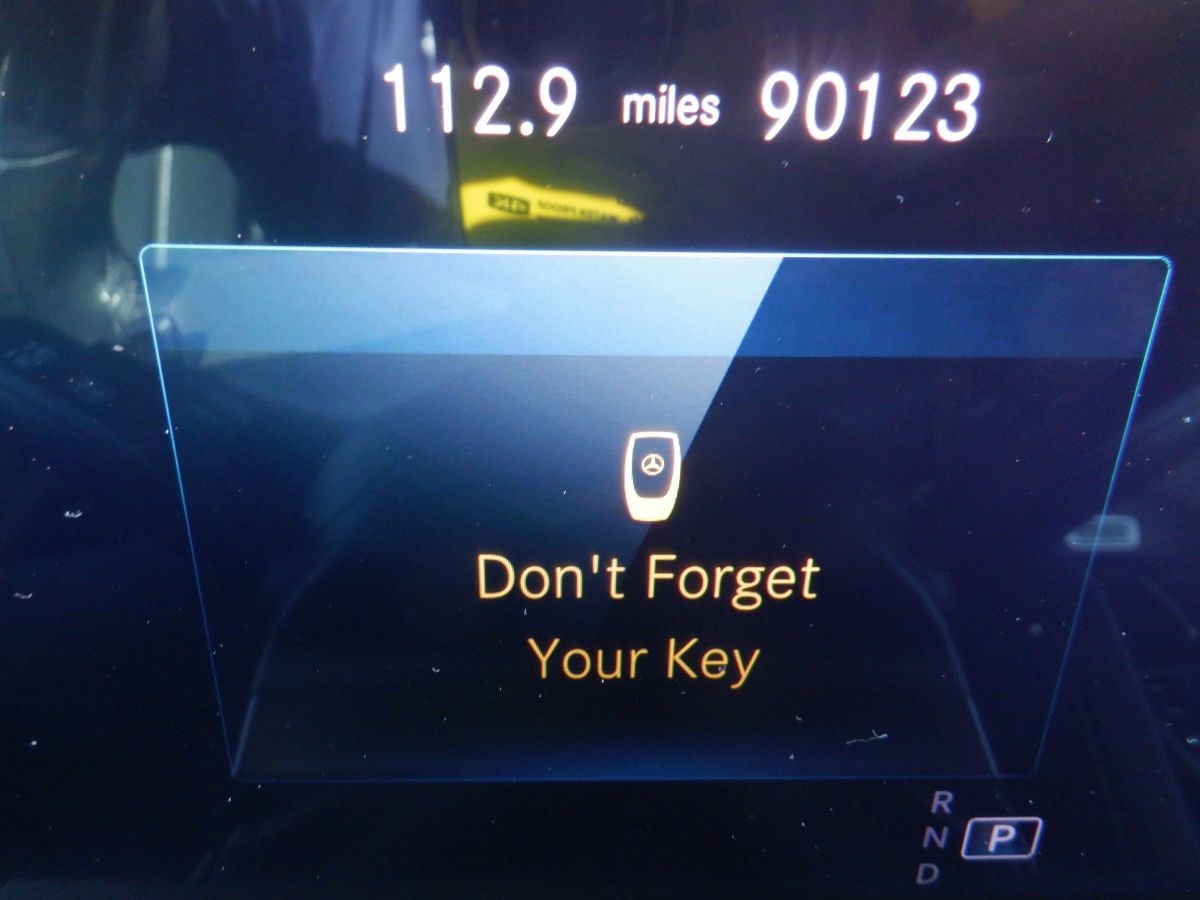 112.9 miles 90123
Don't Forget
Your Key
R
N P
D